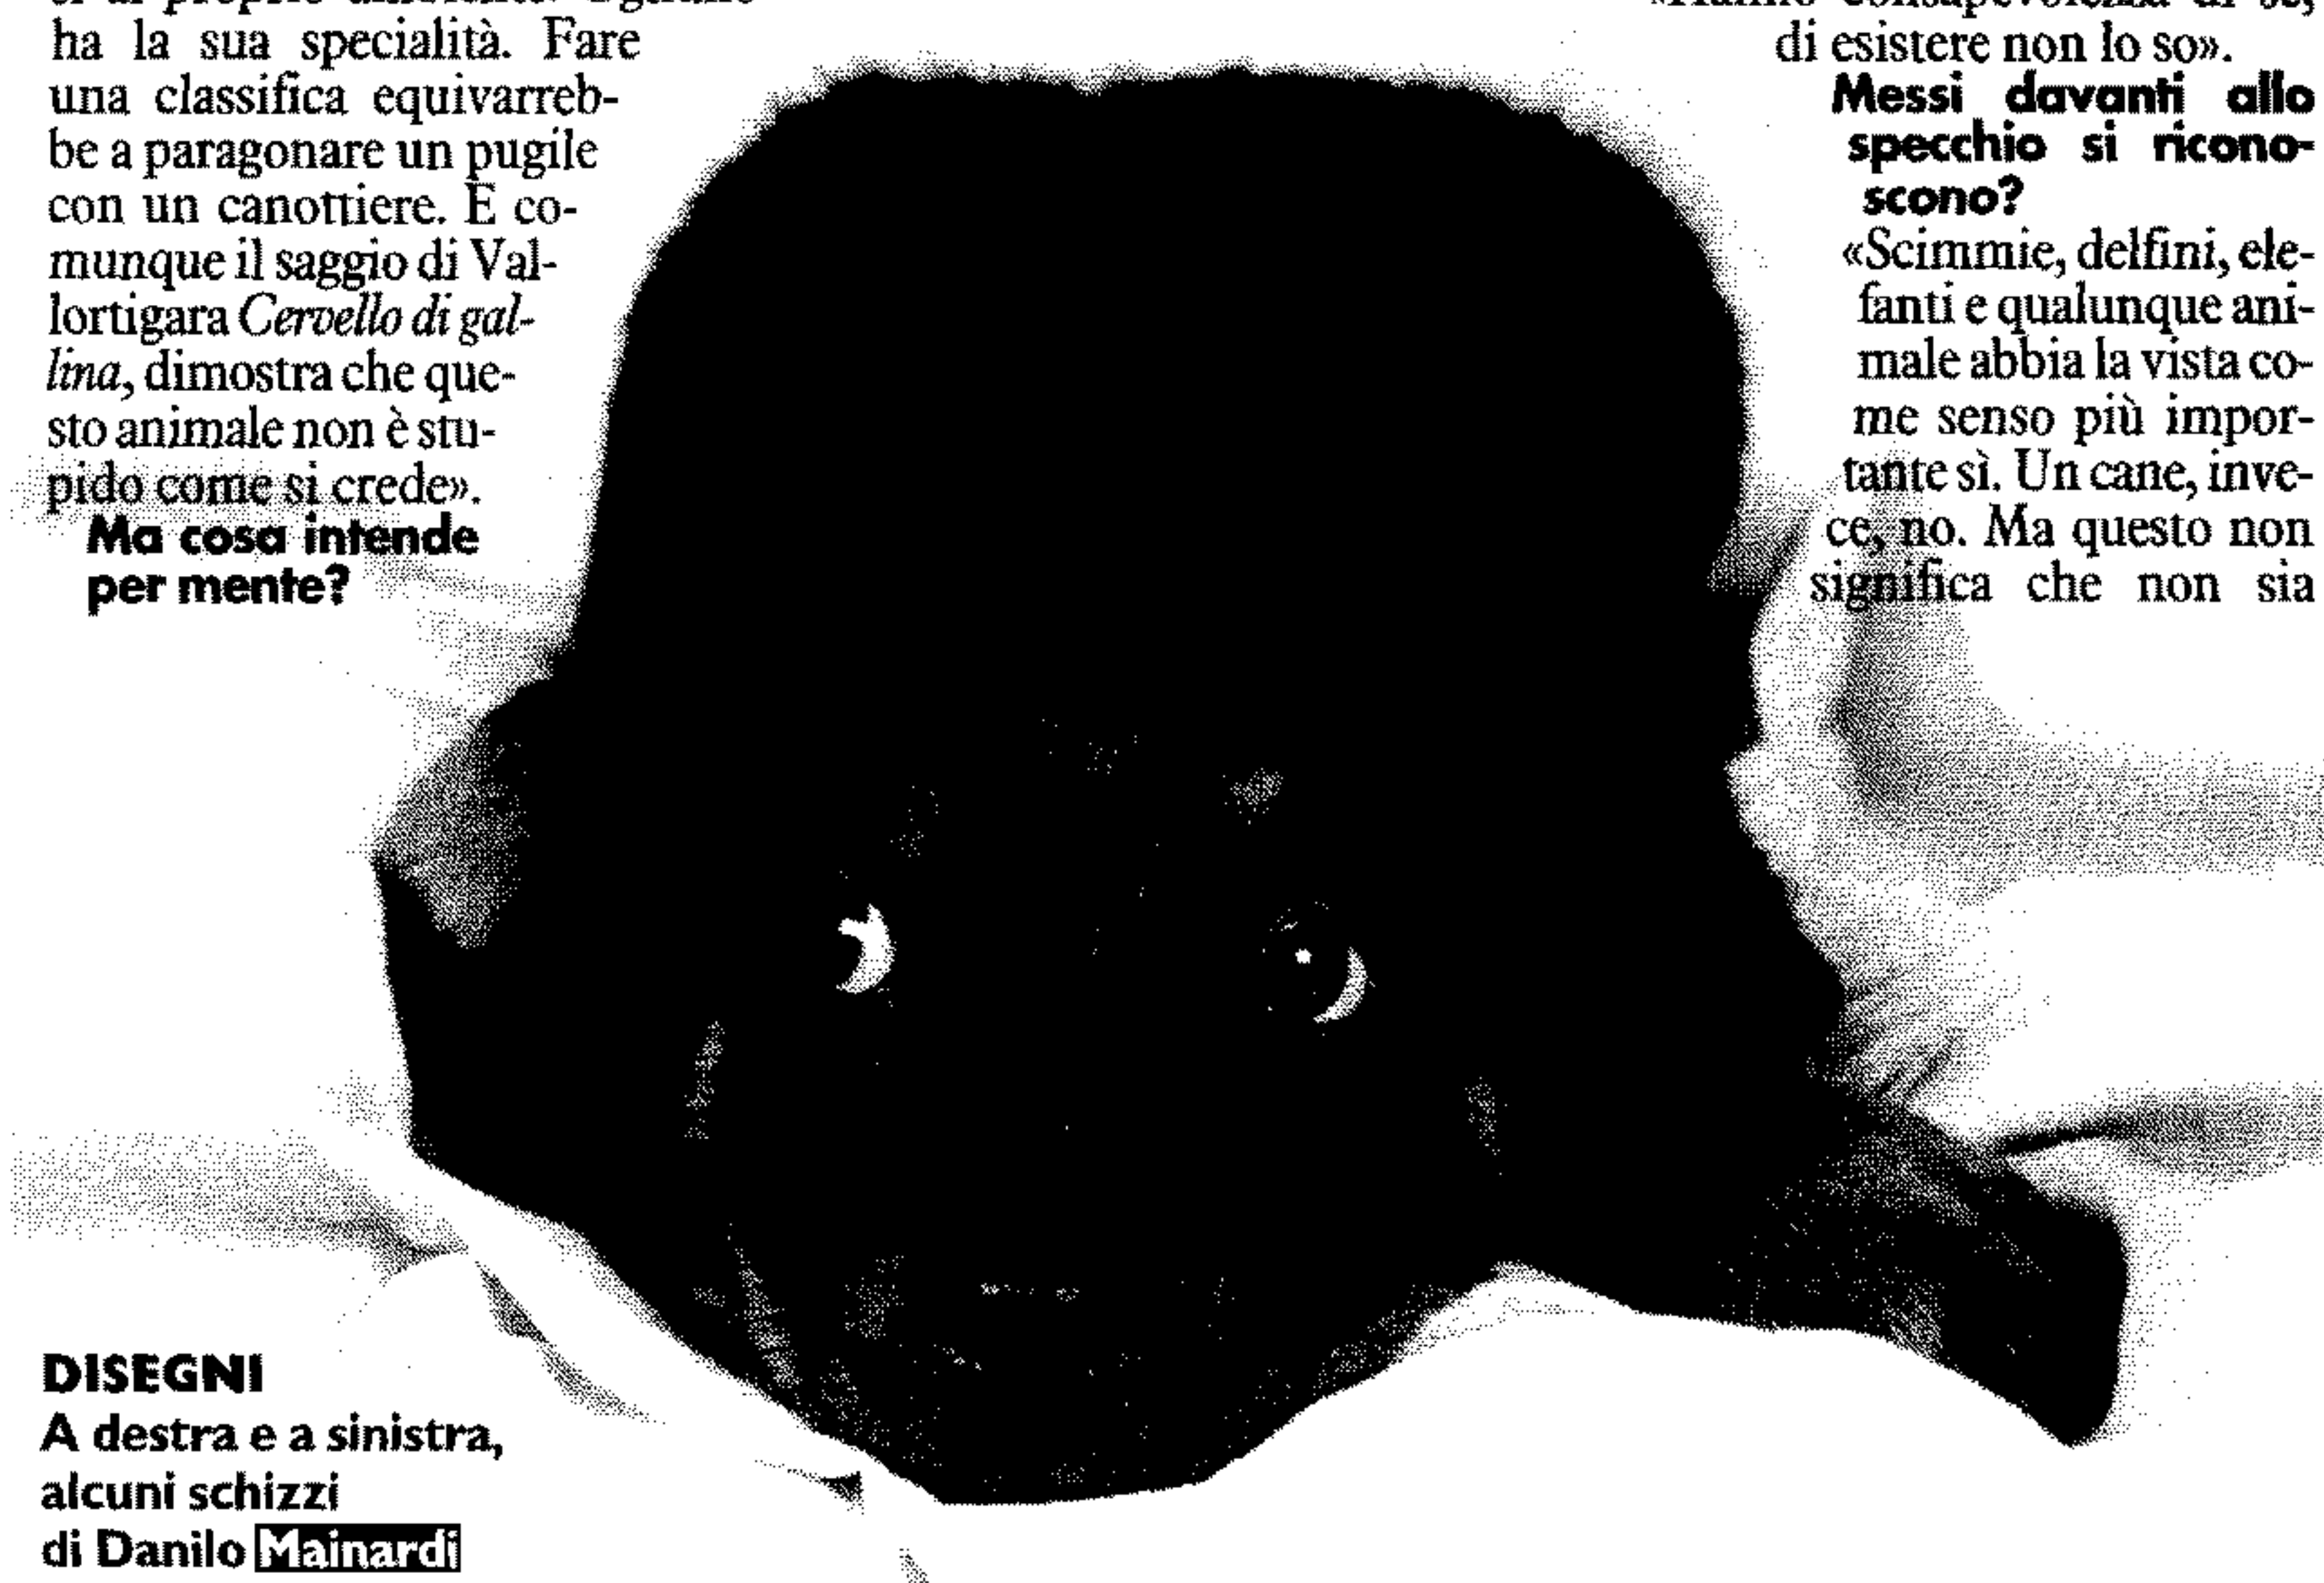 ha la sua specialità. Fare
una classifica equivarreb-
be a paragonare un pugile
con un canottiere. E co-
munque il saggio di Val-
lortigara Cervello di gal-
lina, dimostra che que-
sto animale non è stu-
pido come si crede».
Ma cosa intende
per mente?
DISEGNI
A destra e a sinistra,
alcuni schizzi
di Danilo Mainardi
di esistere non lo so».
Messi davanti allo
specchio si ricono-
scono?
«Scimmie, delfini, ele-
fanti e qualunque ani-
male abbia la vista co-
me senso più impor-
tante sì. Un cane, inve-
ce, no. Ma questo non
significa che non sia